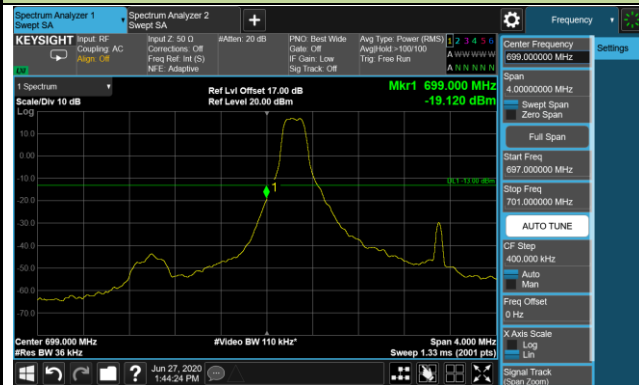 Spectrum Analyzer 1
Swept SA
Spectrum Analyzer 2
Swept SA
+
Frequency
KEYSIGHT
Input: RF
Coupling: AC
Align: Off
Input Z: 50 Ω
Corrections: Off
Freq Ref: Int (S)
NFE: Adaptive
#Atten: 20 dB
PNO: Best Wide
Gate: Off
IF Gain: Low
Sig Track: Off
Avg Type: Power (RMS)
Avg|Hold: >100/100
Trig: Free Run
1 2 3 4 5 6
A W W W W W
A N N N N N
LXI
1 Spectrum
Scale/Div 10 dB
Log
Ref Lvl Offset 17.00 dB
Ref Level 20.00 dBm
Mkr1 699.000 MHz
-19.120 dBm
10.0
0.00
-10.0
-20.0
-30.0
-40.0
-50.0
-60.0
-70.0
DL1 -13.00 dBm
1
Center 699.000 MHz
#Res BW 36 kHz
#Video BW 110 kHz*
Span 4.000 MHz
Sweep 1.33 ms (2001 pts)
Jun 27, 2020
1:44:24 PM
Center Frequency
699.000000 MHz
Settings
Span
4.00000000 MHz
Swept Span
Zero Span
Full Span
Start Freq
697.000000 MHz
Stop Freq
701.000000 MHz
AUTO TUNE
CF Step
400.000 kHz
Auto
Man
Freq Offset
0 Hz
X Axis Scale
Log
Lin
Signal Track
(Span Zoom)